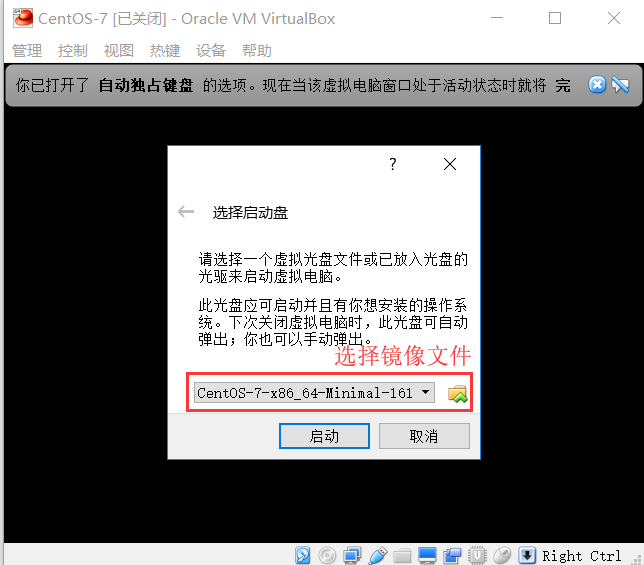 CentOS-7 [已关闭] - Oracle VM VirtualBox
管理 控制 视图 热键 设备 帮助
你已打开了 自动独占键盘 的选项。现在当该虚拟电脑窗口处于活动状态时就将 完
?
选择启动盘
请选择一个虚拟光盘文件或已放入光盘的
光驱来启动虚拟电脑。
此光盘应可启动并且有你想安装的操作系
统。下次关闭虚拟电脑时，此光盘可自动
弹出；你也可以手动弹出。
选择镜像文件
CentOS-7-x86_64-Minimal-161
启动 取消
Right Ctrl